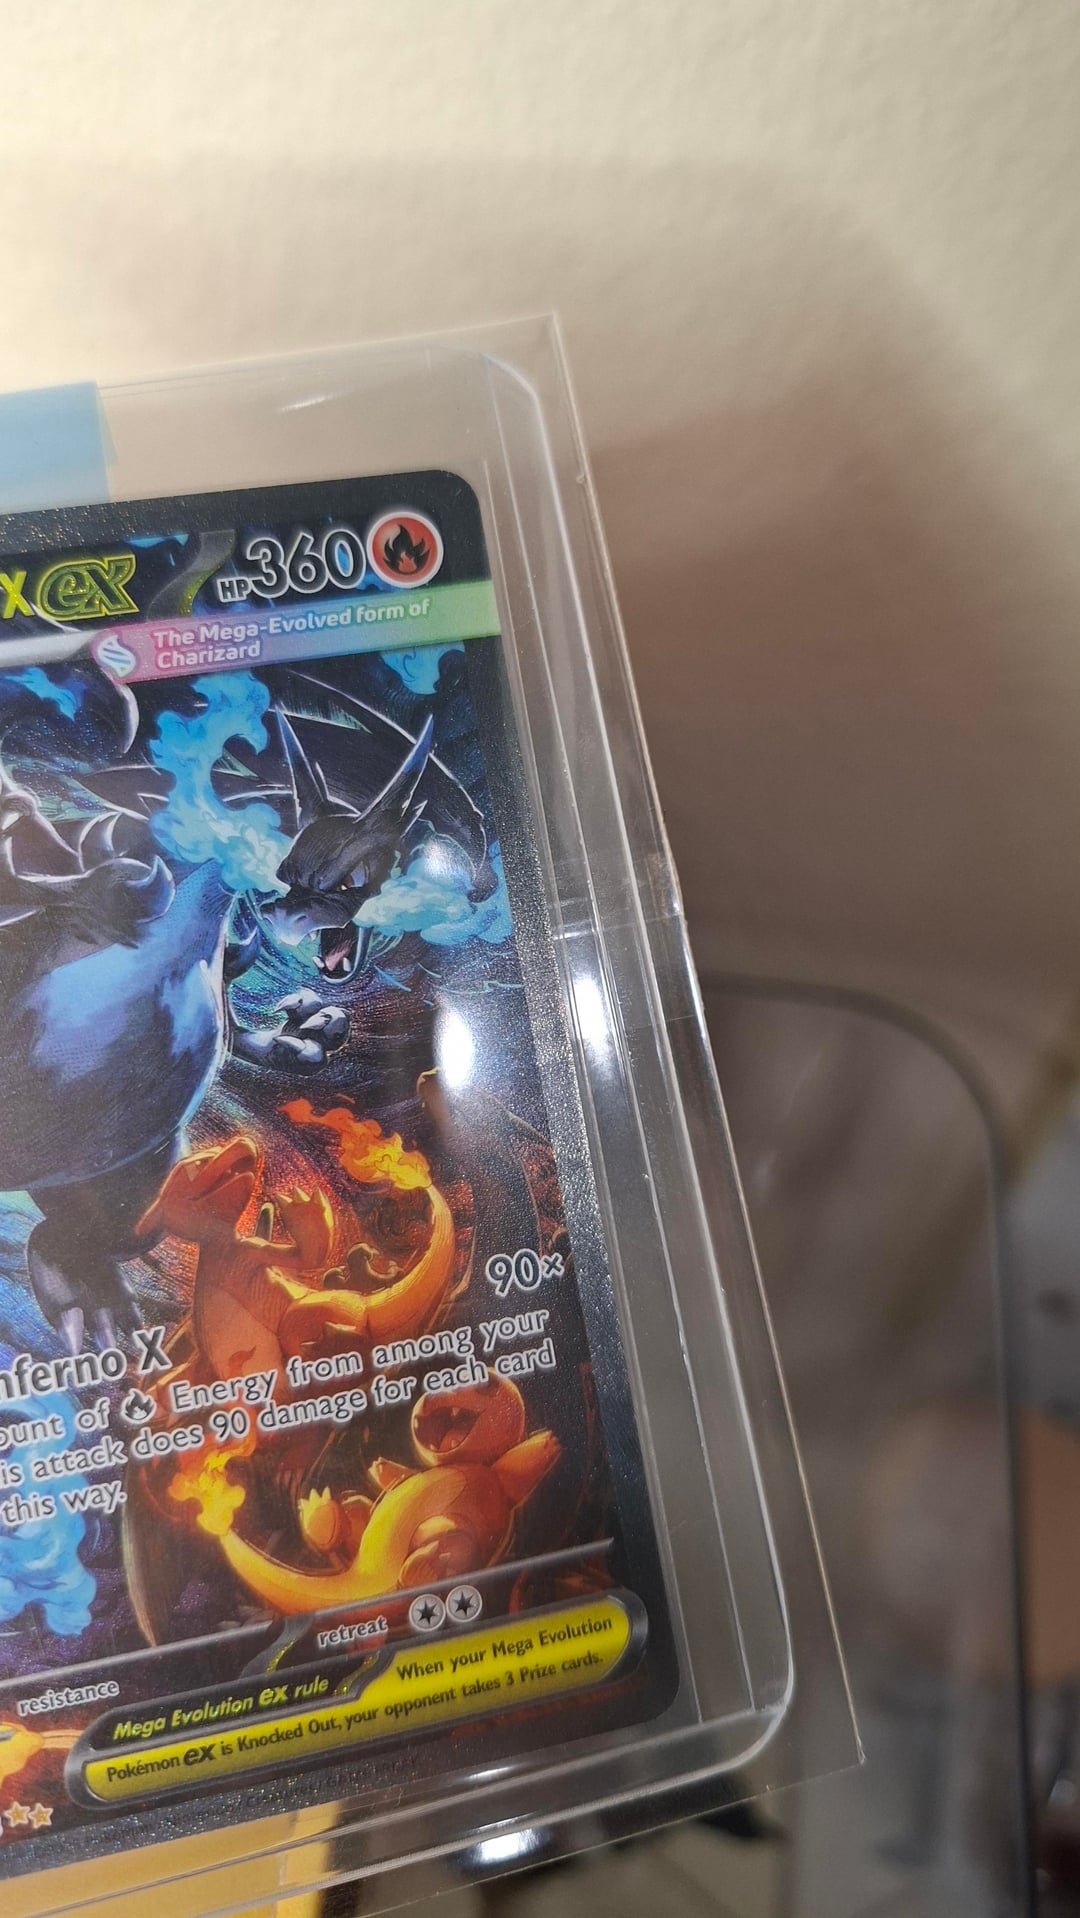 X ex HP 360
The Mega-Evolved form of
Charizard
nferno X 90×
ount of Energy from among your
is attack does 90 damage for each card
this way.
resistance retreat
Mega Evolution ex rule When your Mega Evolution
Pokémon ex is Knocked Out, your opponent takes 3 Prize cards.